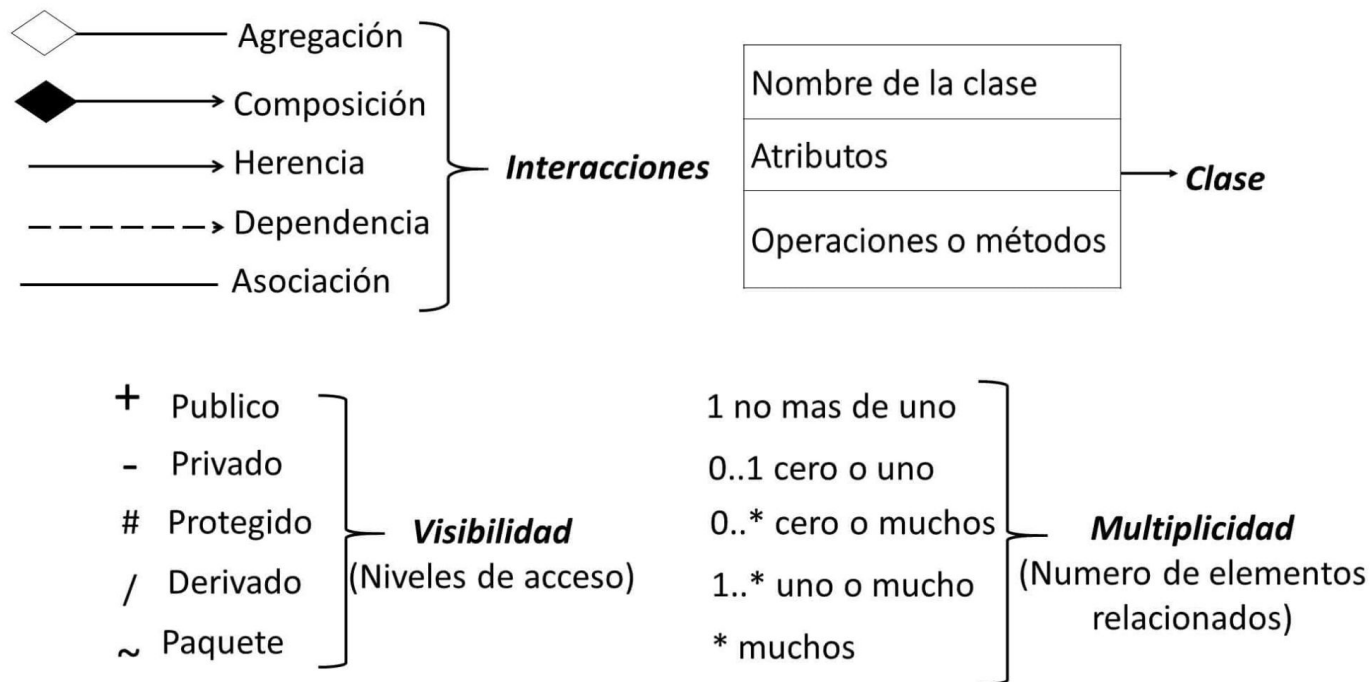 Agregación
Composición
Herencia
Dependencia
Asociación
Interacciones
Nombre de la clase
Atributos
Operaciones o métodos
Clase
+ Publico
- Privado
# Protegido
/ Derivado
~ Paquete
Visibilidad
(Niveles de acceso)
1 no mas de uno
0..1 cero o uno
0..* cero o muchos
1..* uno o mucho
* muchos
Multiplicidad
(Numero de elementos
relacionados)